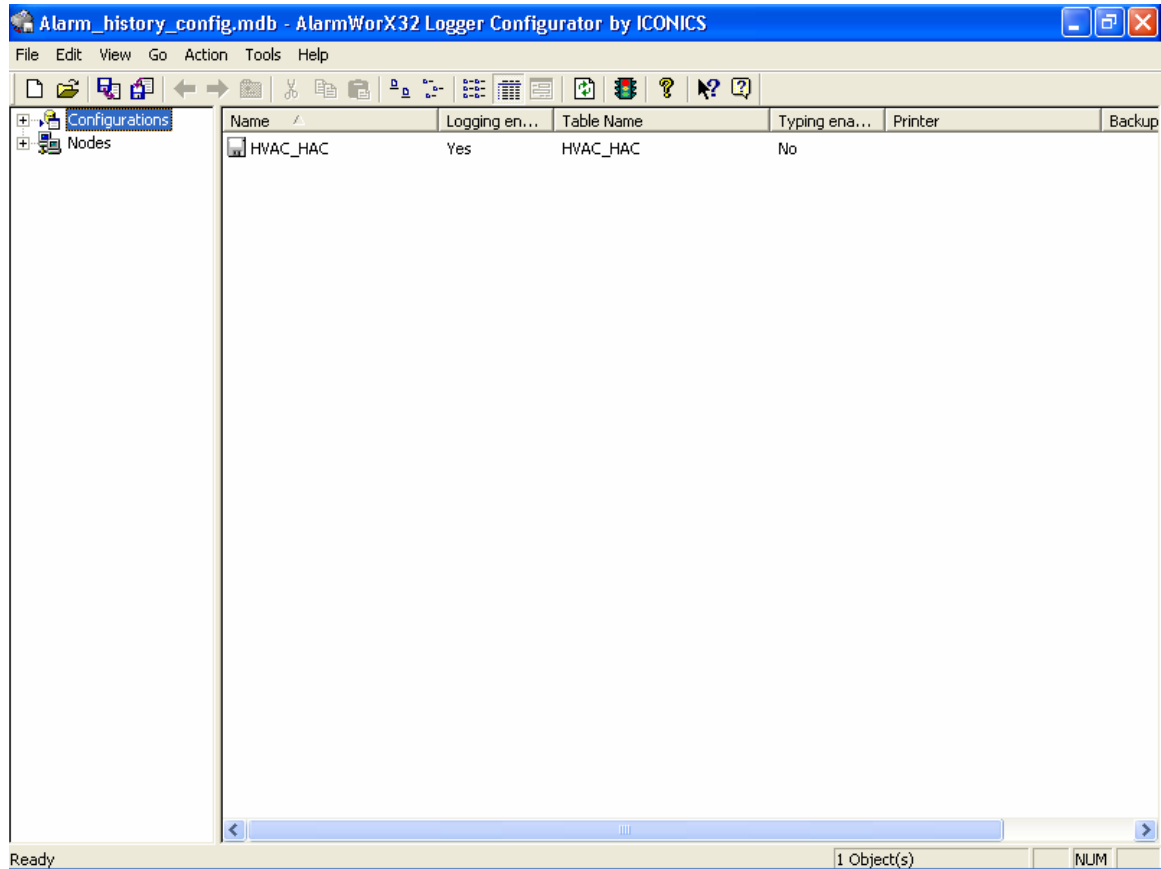 Alarm_history_config.mdb - AlarmWorX32 Logger Configurator by ICONICS
File Edit View Go Action Tools Help
Configurations
Nodes
Name Logging en... Table Name Typing ena... Printer Backup
HVAC_HAC Yes HVAC_HAC No
Ready 1 Object(s) NUM